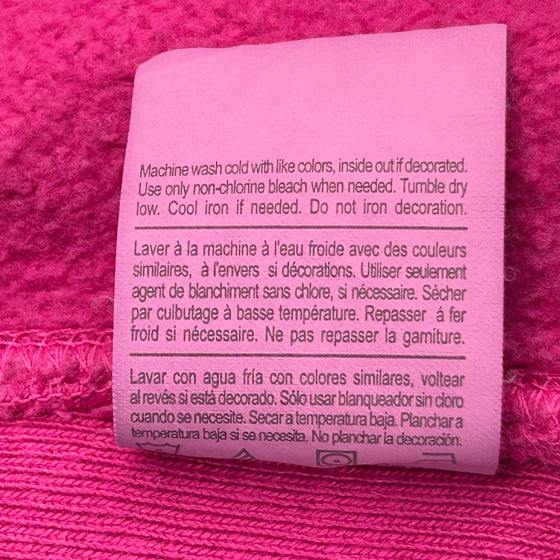 Machine wash cold with like colors, inside out if decorated.
Use only non-chlorine bleach when needed. Tumble dry
low. Cool iron if needed. Do not iron decoration.
Laver à la machine à l'eau froide avec des couleurs
similaires, à l'envers si décorations. Utiliser seulement
agent de blanchiment sans chlore, si nécessaire. Sécher
par culbutage à basse température. Repasser á fer
froid si nécessaire. Ne pas repasser la garniture.
Lavar con agua fría con colores similares, voltear
al revés si está decorado. Sólo usar blanqueador sin cloro
cuando se necesite. Secar a temperatura baja. Planchar a
temperatura baja si se necesita. No planchar la decoración.